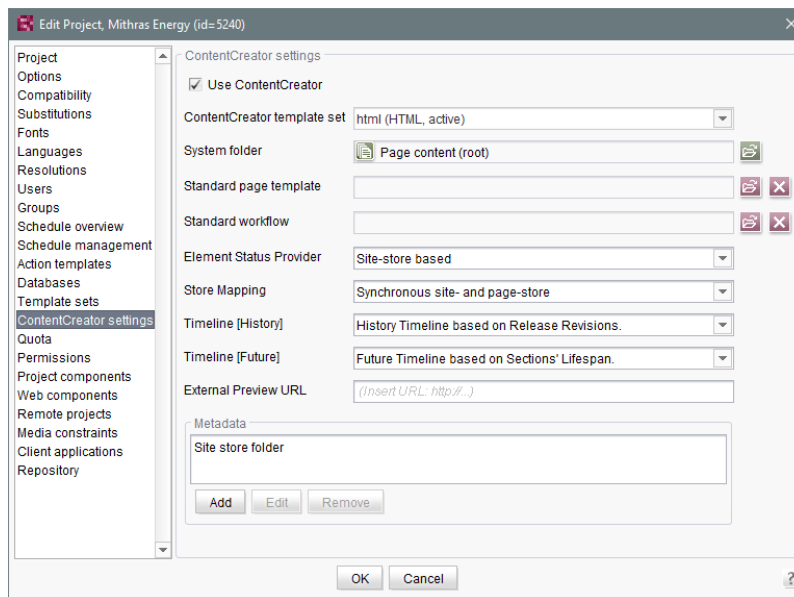 Edit Project, Mithras Energy (id=5240)
Project
Options
Compatibility
Substitutions
Fonts
Languages
Resolutions
Users
Groups
Schedule overview
Schedule management
Action templates
Databases
Template sets
ContentCreator settings
Quota
Permissions
Project components
Web components
Remote projects
Media constraints
Client applications
Repository
ContentCreator settings
Use ContentCreator
ContentCreator template set html (HTML, active)
System folder Page content (root)
Standard page template
Standard workflow
Element Status Provider Site-store based
Store Mapping Synchronous site- and page-store
Timeline [History] History Timeline based on Release Revisions.
Timeline [Future] Future Timeline based on Sections' Lifespan.
External Preview URL (Insert URL: http://...)
Metadata
Site store folder
Add Edit Remove
OK Cancel ?